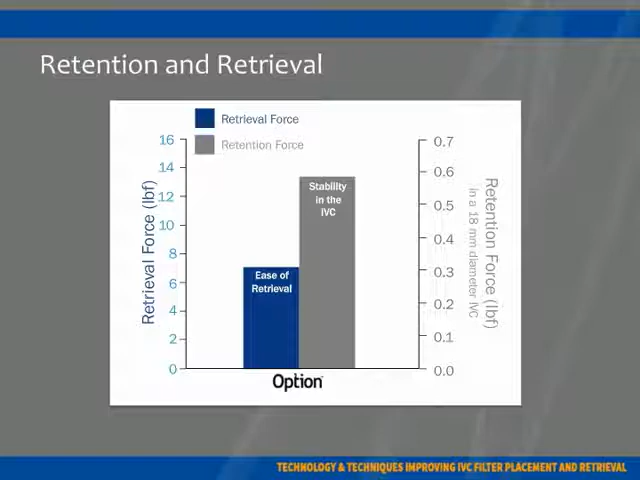 Retention and Retrieval
Retrieval Force
Retention Force
16
14
12
10
8
6
4
2
0
Retrieval Force (lbf)
Ease of
Retrieval
Stability
in the
IVC
Option
0.7
0.6
0.5
0.4
0.3
0.2
0.1
0.0
Retention Force (lbf)
in a 18 mm diameter IVC
TECHNOLOGY & TECHNIQUES IMPROVING IVC FILTER PLACEMENT AND RETRIEVAL